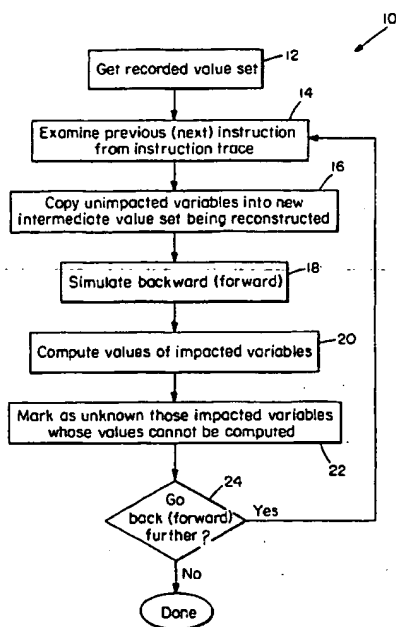 10
12
Get recorded value set
14
Examine previous (next) instruction
from instruction trace
16
Copy unimpacted variables into new
intermediate value set being reconstructed
18
Simulate backward (forward)
20
Compute values of impacted variables
Mark as unknown those impacted variables
whose values cannot be computed
22
24
Go
back (forward)
further?
Yes
No
Done